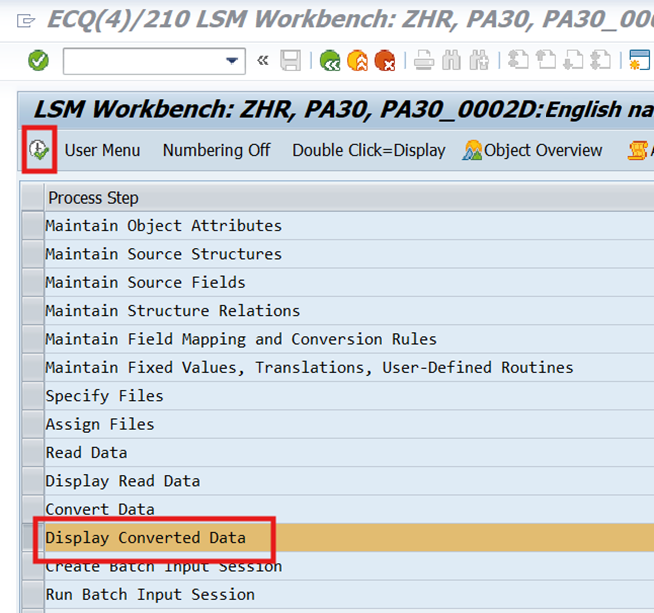 ECQ(4)/210 LSM Workbench: ZHR, PA30, PA30_000
LSM Workbench: ZHR, PA30, PA30_0002D:English na
User Menu Numbering Off Double Click=Display Object Overview
Process Step
Maintain Object Attributes
Maintain Source Structures
Maintain Source Fields
Maintain Structure Relations
Maintain Field Mapping and Conversion Rules
Maintain Fixed Values, Translations, User-Defined Routines
Specify Files
Assign Files
Read Data
Display Read Data
Convert Data
Display Converted Data
Create Batch Input Session
Run Batch Input Session